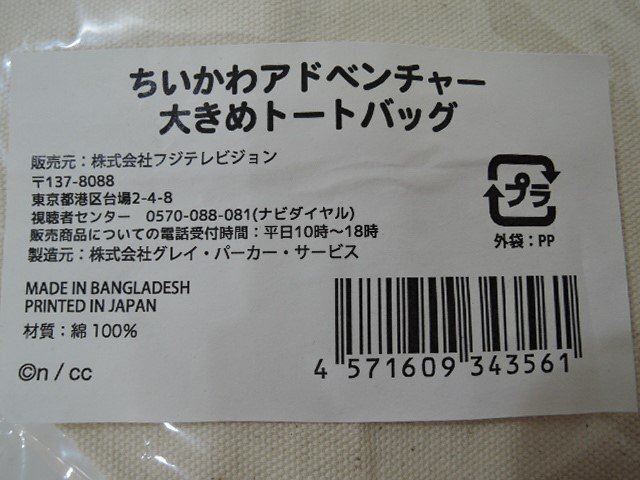 ちいかわアドベンチャー
大きめトートバッグ
販売元：株式会社フジテレビジョン
〒137-8088
東京都港区台場2-4-8
視聴者センター　0570-088-081(ナビダイヤル)
販売商品についての電話受付時間：平日10時～18時
製造元：株式会社グレイ・パーカー・サービス
プラ
外袋：PP
MADE IN BANGLADESH
PRINTED IN JAPAN
材質：綿 100%
©n / cc
4 571609 343561